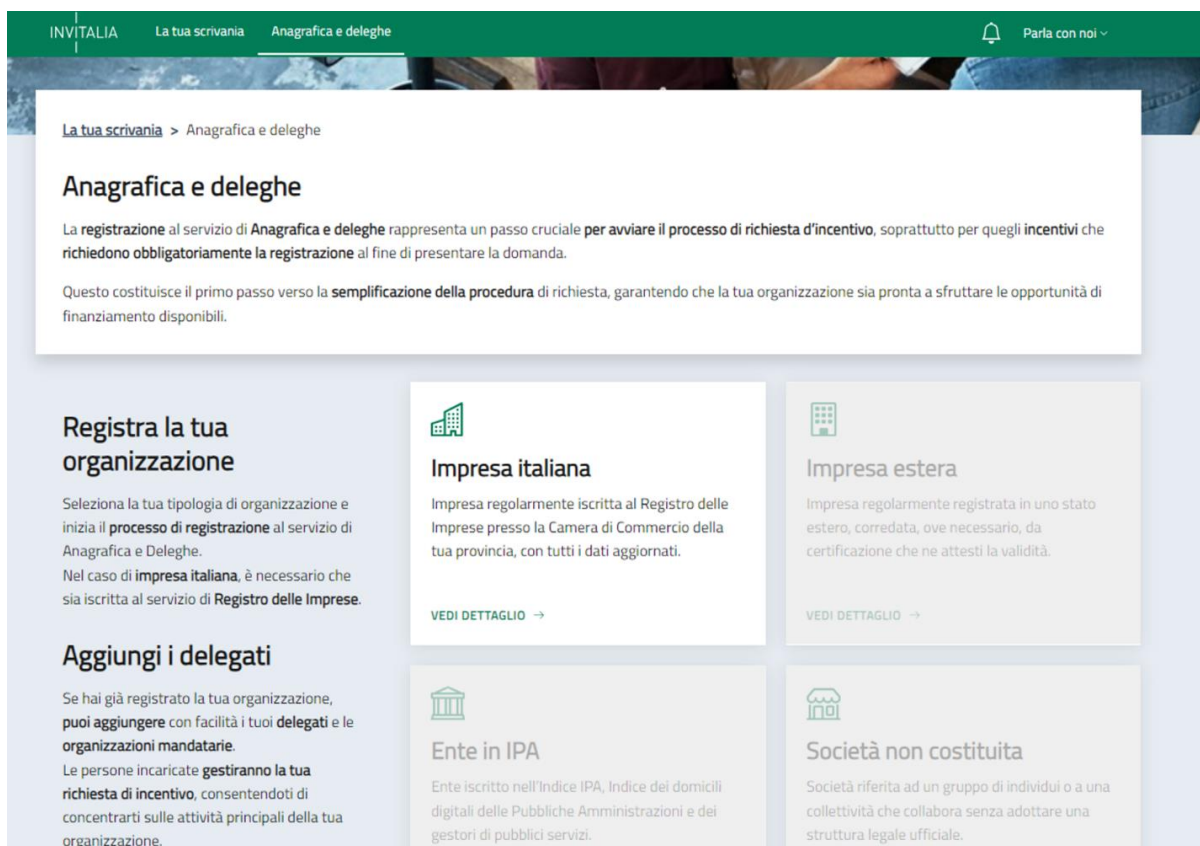 INVITALIA
La tua scrivania
Anagrafica e deleghe
Parla con noi
La tua scrivania > Anagrafica e deleghe
Anagrafica e deleghe
La registrazione al servizio di Anagrafica e deleghe rappresenta un passo cruciale per avviare il processo di richiesta d'incentivo, soprattutto per quegli incentivi che
richiedono obbligatoriamente la registrazione al fine di presentare la domanda.
Questo costituisce il primo passo verso la semplificazione della procedura di richiesta, garantendo che la tua organizzazione sia pronta a sfruttare le opportunità di
finanziamento disponibili.
Registra la tua
organizzazione
Seleziona la tua tipologia di organizzazione e
inizia il processo di registrazione al servizio di
Anagrafica e Deleghe.
Nel caso di impresa italiana, è necessario che
sia iscritta al servizio di Registro delle Imprese.
Aggiungi i delegati
Se hai già registrato la tua organizzazione,
puoi aggiungere con facilità i tuoi delegati e le
organizzazioni mandatarie.
Le persone incaricate gestiranno la tua
richiesta di incentivo, consentendoti di
concentrarti sulle attività principali della tua
organizzazione.
Impresa italiana
Impresa regolarmente iscritta al Registro delle
Imprese presso la Camera di Commercio della
tua provincia, con tutti i dati aggiornati.
VEDI DETTAGLIO →
Impresa estera
Impresa regolarmente registrata in uno stato
estero, corredata, ove necessario, da
certificazione che ne attesti la validità.
VEDI DETTAGLIO →
Ente in IPA
Ente iscritto nell'Indice IPA, Indice dei domicili
digitali delle Pubbliche Amministrazioni e dei
gestori di pubblici servizi.
Società non costituita
Società riferita ad un gruppo di individui o a una
collettività che collabora senza adottare una
struttura legale ufficiale.